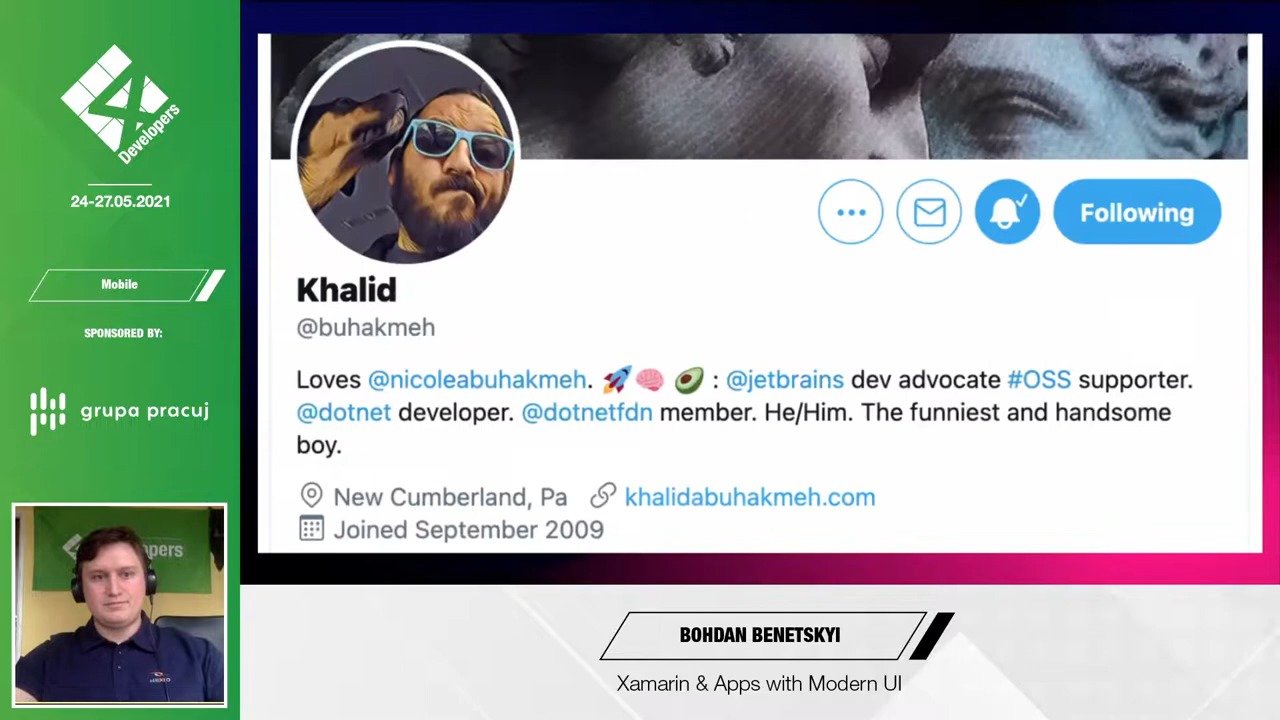 4
Developers
24-27.05.2021
Mobile
SPONSORED BY:
grupa pracuj
Following
Khalid
@buhakmeh
Loves @nicoleabuhakmeh. 🚀🧠 🥑 : @jetbrains dev advocate #OSS supporter.
@dotnet developer. @dotnetfdn member. He/Him. The funniest and handsome
boy.
New Cumberland, Pa khalidabuhakmeh.com
Joined September 2009
BOHDAN BENETSKYI
Xamarin & Apps with Modern UI